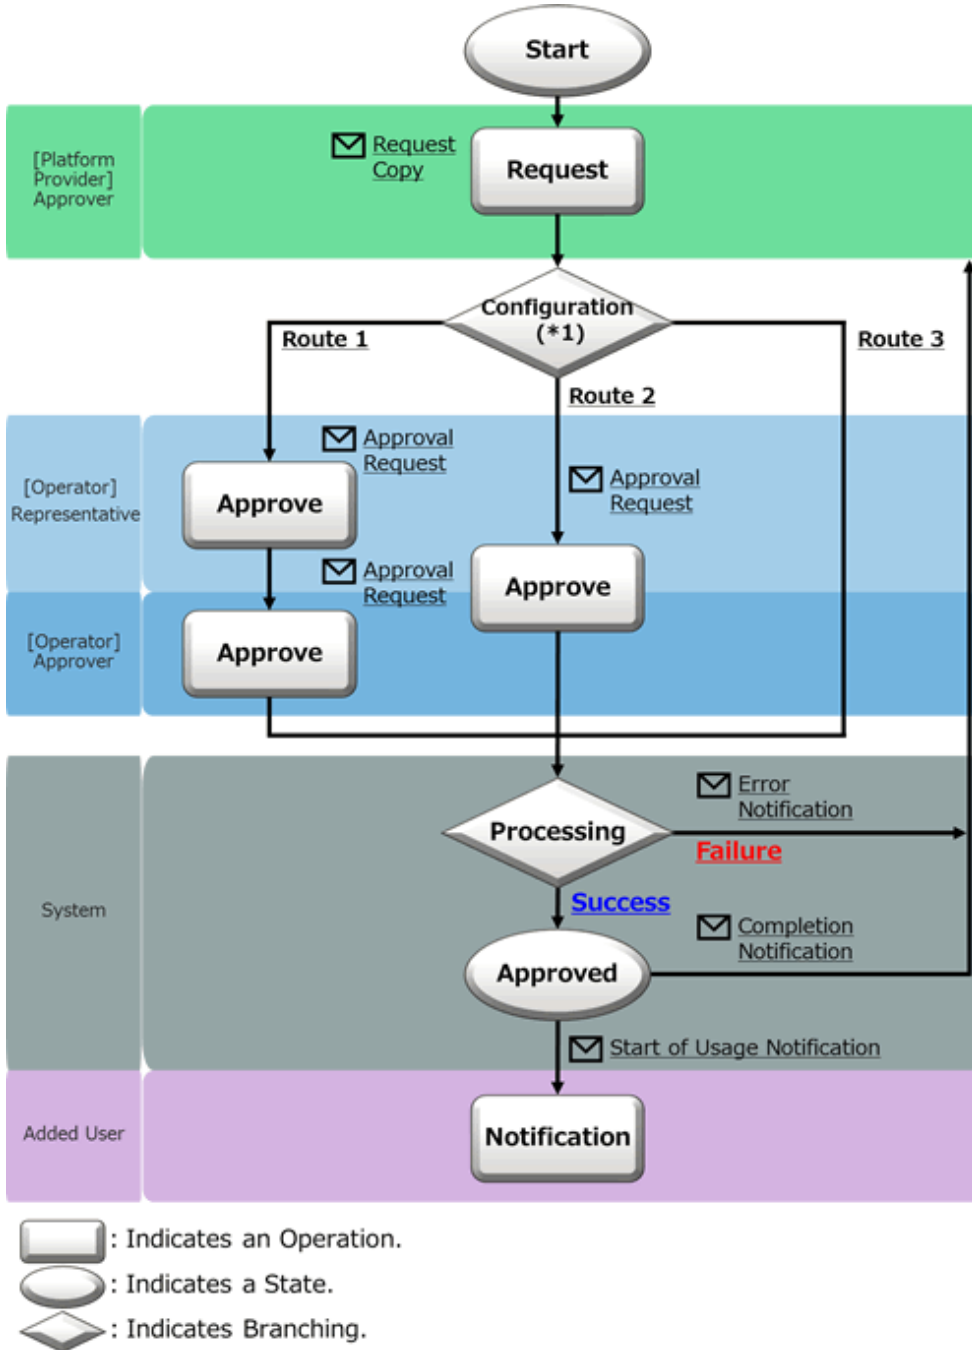 Start
[Platform
Provider]
Approver
Request
Copy
Request
Configuration
(*1)
Route 1
Route 2
Route 3
[Operator]
Representative
Approval
Request
Approve
Approval
Request
Approve
Approval
Request
[Operator]
Approver
Approve
System
Processing
Error
Notification
Failure
Success
Completion
Notification
Approved
Start of Usage Notification
Added User
Notification
: Indicates an Operation.
: Indicates a State.
: Indicates Branching.